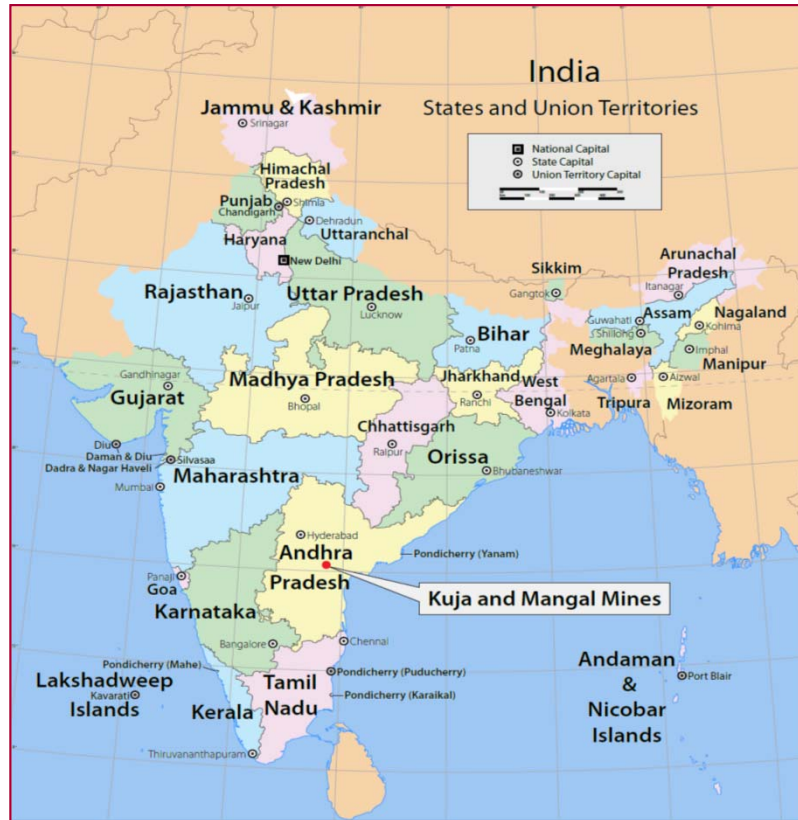 India
States and Union Territories
National Capital
State Capital
Union Territory Capital
Jammu & Kashmir
Srinagar
Himachal
Pradesh
Shimla
Punjab
Chandigarh
Dehradun
Uttaranchal
Haryana
New Delhi
Arunachal
Pradesh
Itanagar
Sikkim
Gangtok
Rajasthan
Jaipur
Uttar Pradesh
Lucknow
Bihar
Patna
Guwahati
Assam
Nagaland
Kohima
Shillong
Meghalaya
Imphal
Manipur
Gandhinagar
Gujarat
Madhya Pradesh
Bhopal
Jharkhand
Ranchi
West
Bengal
Kolkata
Agartala
Tripura
Aizwal
Mizoram
Chhattisgarh
Raipur
Orissa
Bhubaneshwar
Diu
Daman & Diu
Dadra & Nagar Haveli
Silvasaa
Maharashtra
Mumbai
Hyderabad
Andhra
Pradesh
Pondicherry (Yanam)
Panaji
Goa
Karnataka
Kuja and Mangal Mines
Bangalore
Chennai
Pondicherry (Mahe)
Pondicherry (Puducherry)
Lakshadweep
Islands
Kavarati
Kerala
Tamil
Nadu
Pondicherry (Karaikal)
Andaman
&
Nicobar
Islands
Port Blair
Thiruvananthapuram